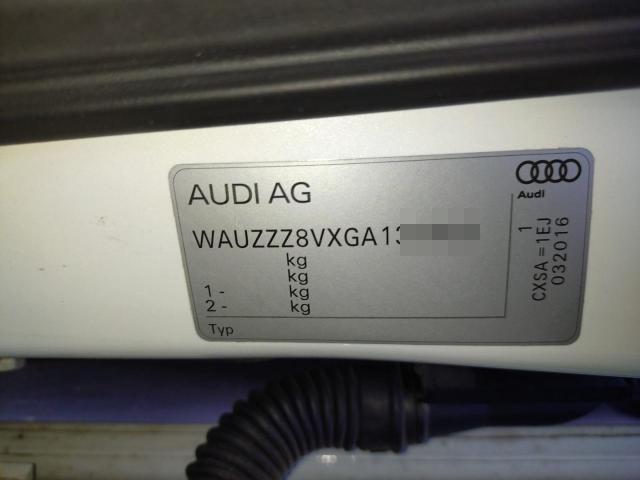 AUDI AG
Audi
WAUZZZ8VXGA13
kg
kg
1 - kg
2 - kg
Typ
1
CXSA = 1EJ
032016